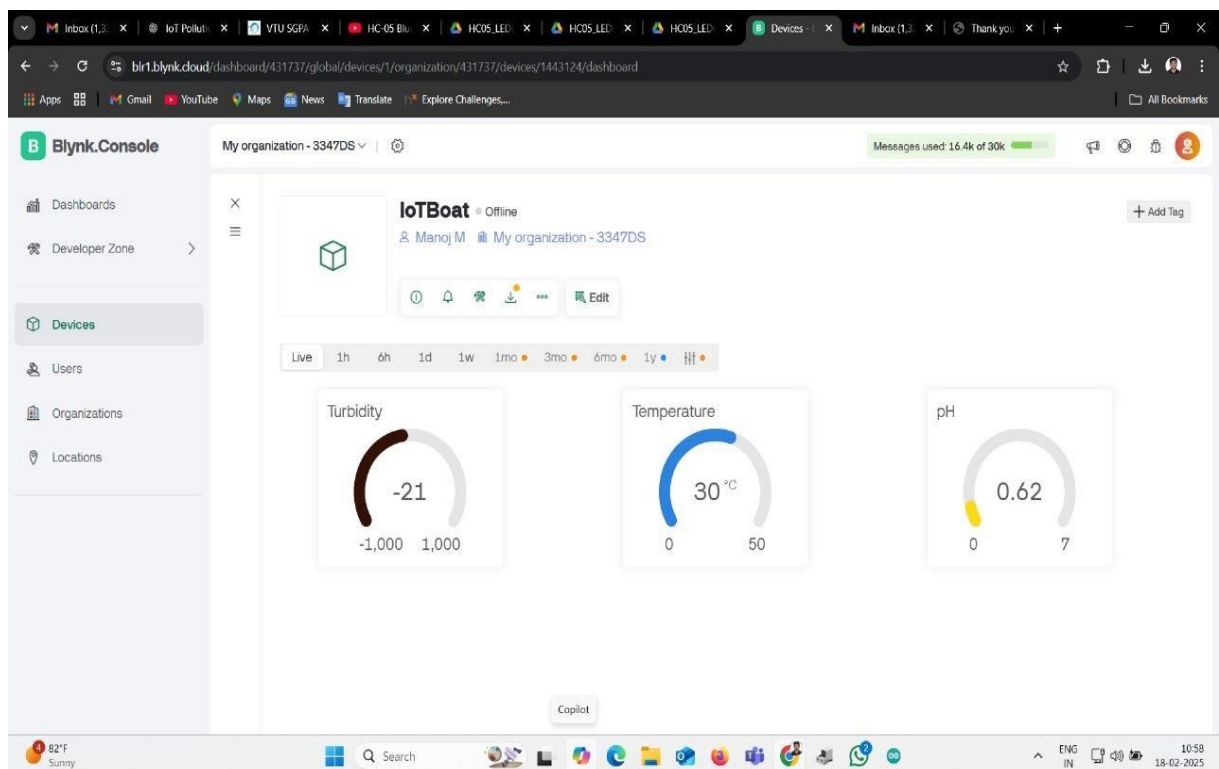 Inbox (1,3
IoT Polluti
VTU SGPA
HC-05 Blu
HC05_LED
HC05_LED
HC05_LED
Devices - I
Inbox (1,3
Thank you
blr1.blynk.cloud/dashboard/431737/global/devices/1/organization/431737/devices/1443124/dashboard
Apps Gmail YouTube Maps News Translate Explore Challenges,... All Bookmarks
B Blynk.Console
My organization - 3347DS
Messages used: 16.4k of 30k
Dashboards
Developer Zone
Devices
Users
Organizations
Locations
IoTBoat Offline
+ Add Tag
Manoj M My organization - 3347DS
Edit
Live 1h 6h 1d 1w 1mo 3mo 6mo 1y
Turbidity
-21
-1,000 1,000
Temperature
30 °C
0 50
pH
0.62
0 7
Copilot
4
82°F
Sunny
Search
2
ENG
IN
10:58
18-02-2025